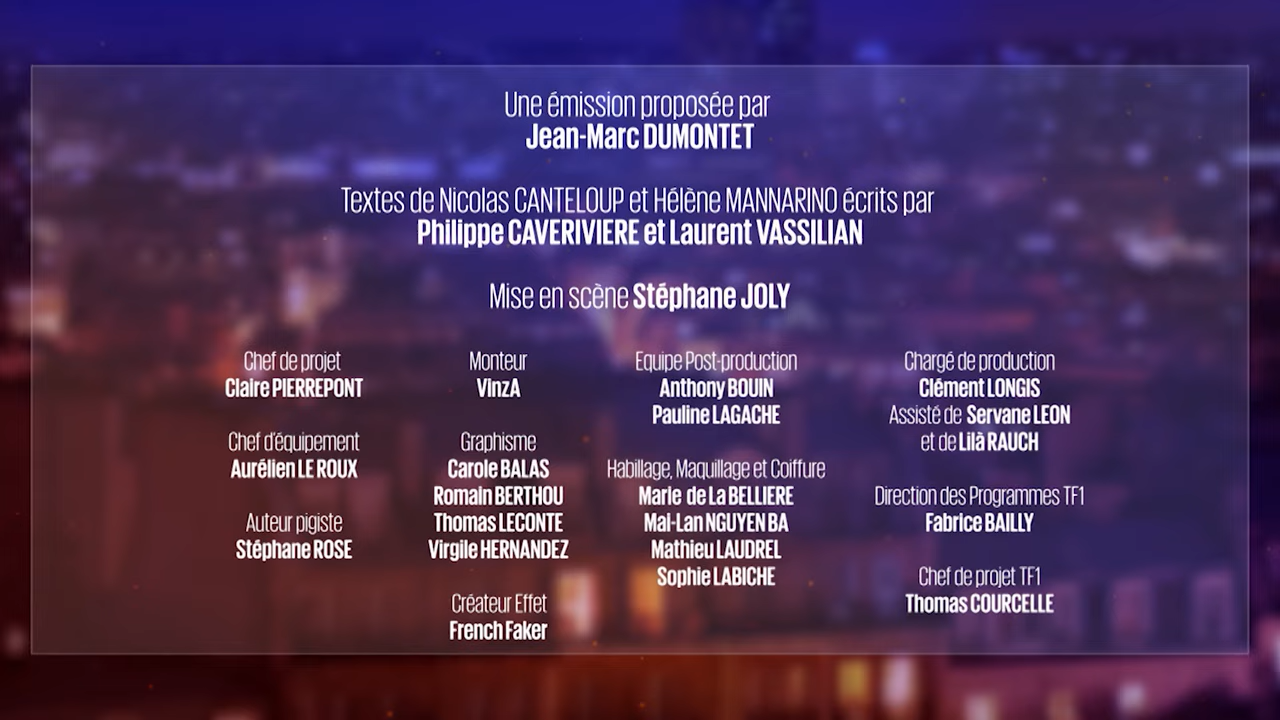 Une émission proposée par
Jean-Marc DUMONTET
Textes de Nicolas CANTELOUP et Hélène MANNARINO écrits par
Philippe CAVERIVIERE et Laurent VASSILIAN
Mise en scène Stéphane JOLY
Chef de projet
Claire PIERREPONT
Chef d'équipement
Aurélien LE ROUX
Auteur pigiste
Stéphane ROSE
Monteur
VinzA
Graphisme
Carole BALAS
Romain BERTHOU
Thomas LECONTE
Virgile HERNANDEZ
Créateur Effet
French Faker
Equipe Post-production
Anthony BOUIN
Pauline LAGACHE
Habillage, Maquillage et Coiffure
Marie de La BELLIERE
Mai-Lan NGUYEN BA
Mathieu LAUDREL
Sophie LABICHE
Chargé de production
Clément LONGIS
Assisté de Servane LEON
et de Lilà RAUCH
Direction des Programmes TF1
Fabrice BAILLY
Chef de projet TF1
Thomas COURCELLE